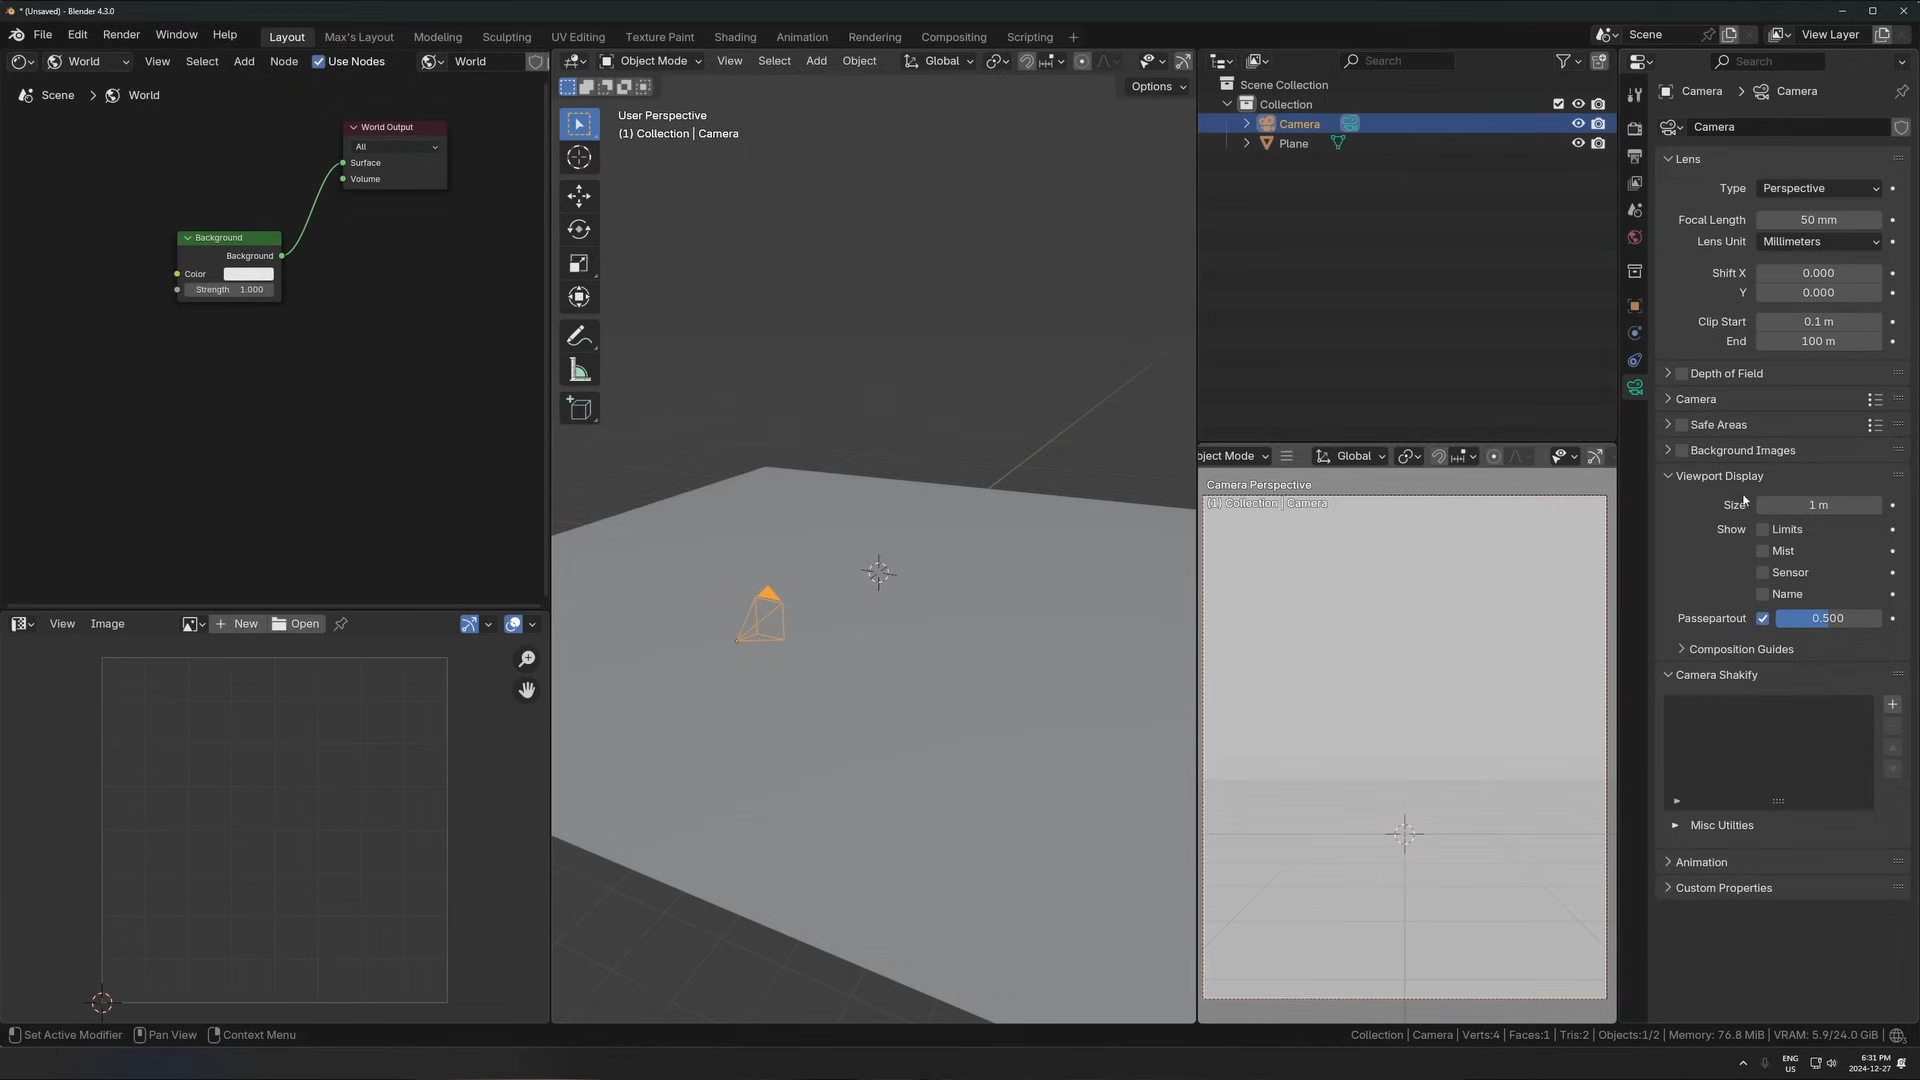 * (Unsaved) - Blender 4.3.0
File Edit Render Window Help
Layout Max's Layout Modeling Sculpting UV Editing Texture Paint Shading Animation Rendering Compositing Scripting +
Scene
View Layer
World View Select Add Node Use Nodes World
Scene > World
World Output
All
Surface
Volume
Background
Background
Color
Strength 1.000
View Image New Open
Object Mode View Select Add Object Global
Options
User Perspective
(1) Collection | Camera
Search
Scene Collection
Collection
Camera
Plane
bject Mode Global
Camera Perspective
(1) Collection | Camera
Search
Camera > Camera
Camera
Lens
Type Perspective
Focal Length 50 mm
Lens Unit Millimeters
Shift X 0.000
Y 0.000
Clip Start 0.1 m
End 100 m
Depth of Field
Camera
Safe Areas
Background Images
Viewport Display
Size 1 m
Show Limits
Mist
Sensor
Name
Passepartout 0.500
Composition Guides
Camera Shakify
Misc Utilties
Animation
Custom Properties
Set Active Modifier Pan View Context Menu
Collection | Camera | Verts:4 | Faces:1 | Tris:2 | Objects:1/2 | Memory: 76.8 MiB | VRAM: 5.9/24.0 GiB
ENG
US
6:31 PM
2024-12-27